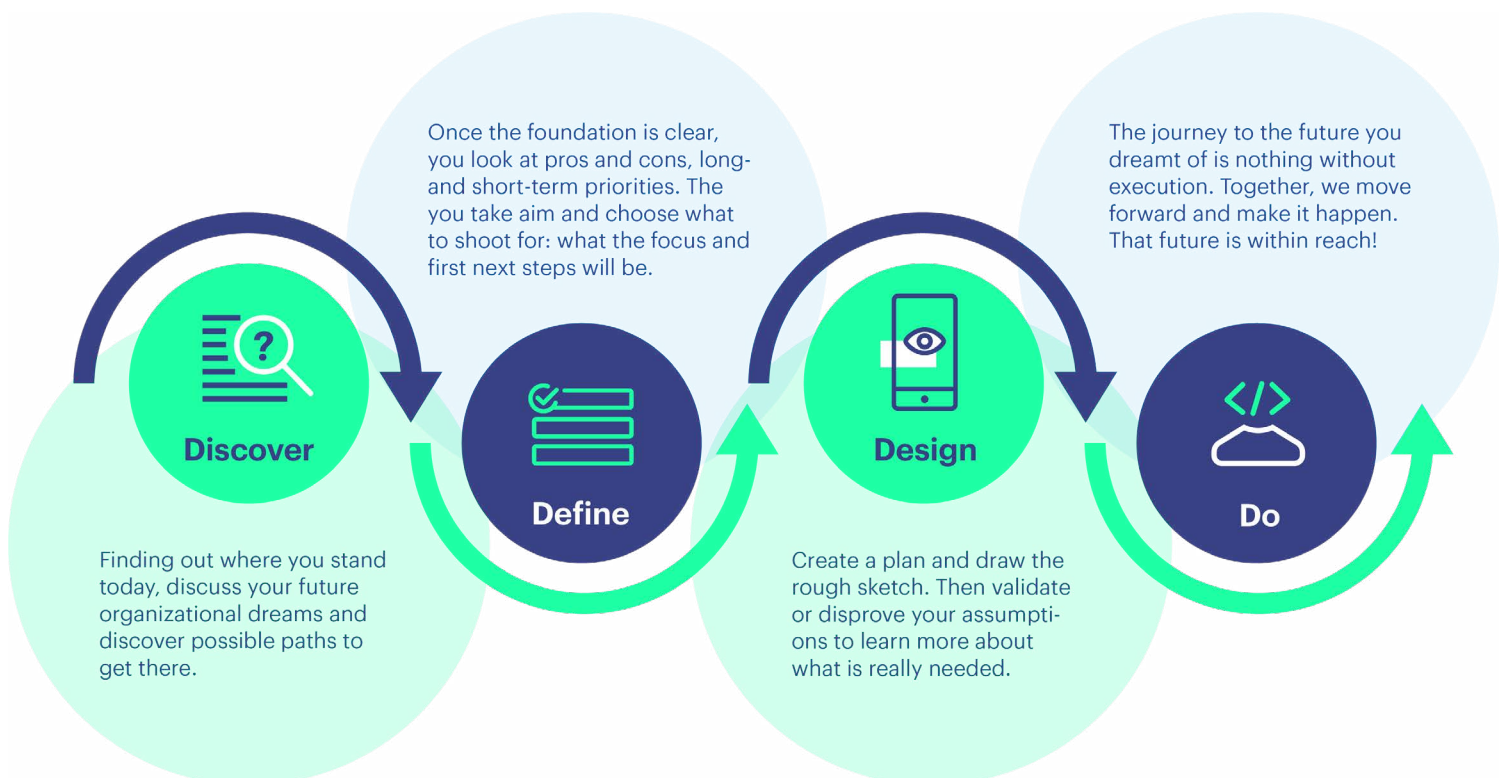 Discover
Finding out where you stand
today, discuss your future
organizational dreams and
discover possible paths to
get there.
Once the foundation is clear,
you look at pros and cons, long-
and short-term priorities. The
you take aim and choose what
to shoot for: what the focus and
first next steps will be.
Define
Design
Create a plan and draw the
rough sketch. Then validate
or disprove your assumpti-
ons to learn more about
what is really needed.
The journey to the future you
dreamt of is nothing without
execution. Together, we move
forward and make it happen.
That future is within reach!
Do